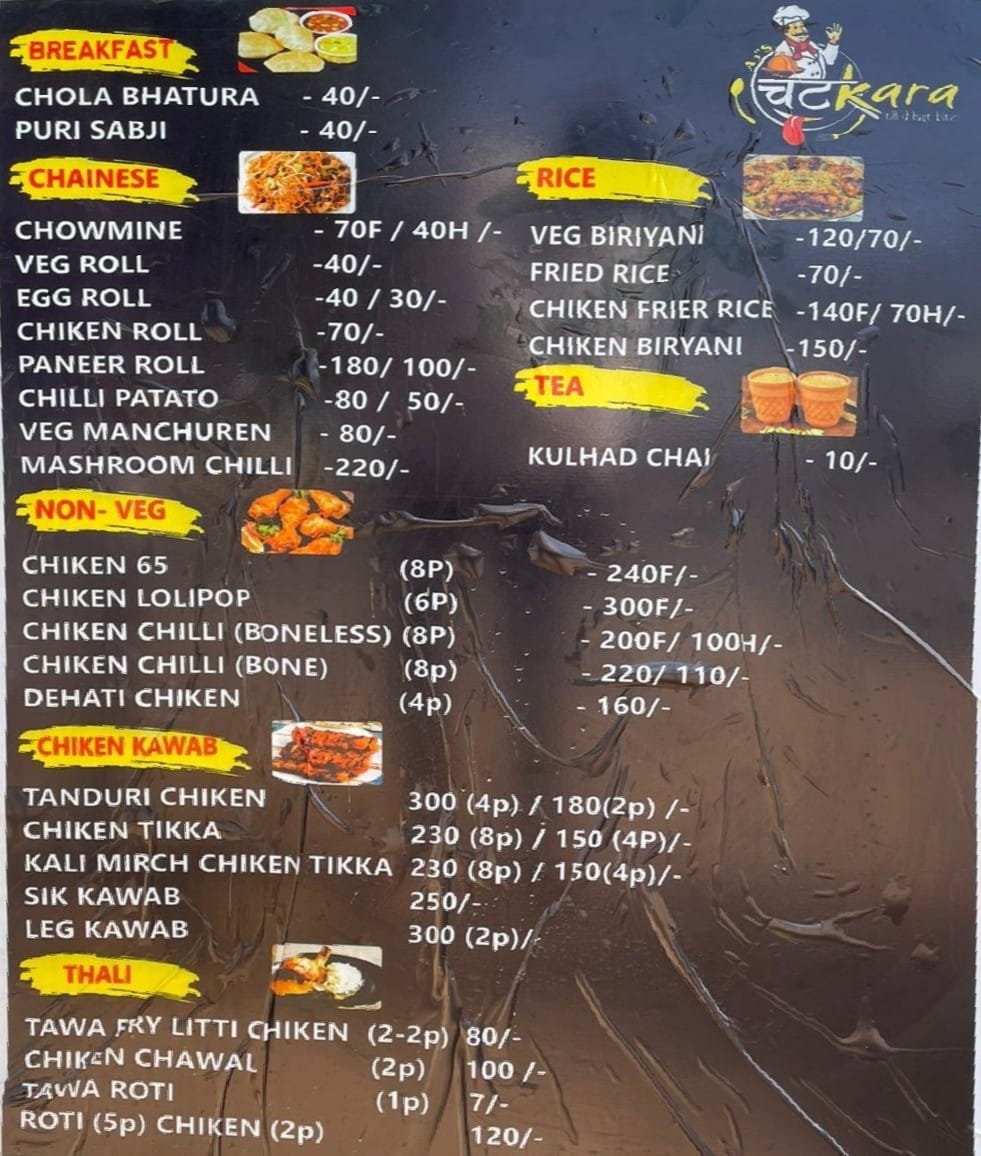 A1'S
चटkara
BREAKFAST
CHOLA BHATURA - 40/-
PURI SABJI - 40/-
CHAINESE
CHOWMINE - 70F / 40H /-
VEG ROLL -40/-
EGG ROLL -40 / 30/-
CHIKEN ROLL -70/-
PANEER ROLL -180/ 100/-
CHILLI PATATO -80 / 50/-
VEG MANCHUREN - 80/-
MASHROOM CHILLI -220/-
RICE
VEG BIRIYANI -120/70/-
FRIED RICE -70/-
CHIKEN FRIER RICE -140F/ 70H/-
CHIKEN BIRYANI -150/-
TEA
KULHAD CHAI - 10/-
NON- VEG
CHIKEN 65 (8P) - 240F/-
CHIKEN LOLIPOP (6P) - 300F/-
CHIKEN CHILLI (BONELESS) (8P) - 200F/ 100H/-
CHIKEN CHILLI (BONE) (8p) - 220/ 110/-
DEHATI CHIKEN (4p) - 160/-
CHIKEN KAWAB
TANDURI CHIKEN 300 (4p) / 180(2p) /-
CHIKEN TIKKA 230 (8p) / 150 (4P)/-
KALI MIRCH CHIKEN TIKKA 230 (8p) / 150(4p)/-
SIK KAWAB 250/-
LEG KAWAB 300 (2p)/-
THALI
TAWA FRY LITTI CHIKEN (2-2p) 80/-
CHIKEN CHAWAL (2p) 100 /-
TAWA ROTI (1p) 7/-
ROTI (5p) CHIKEN (2p) 120/-